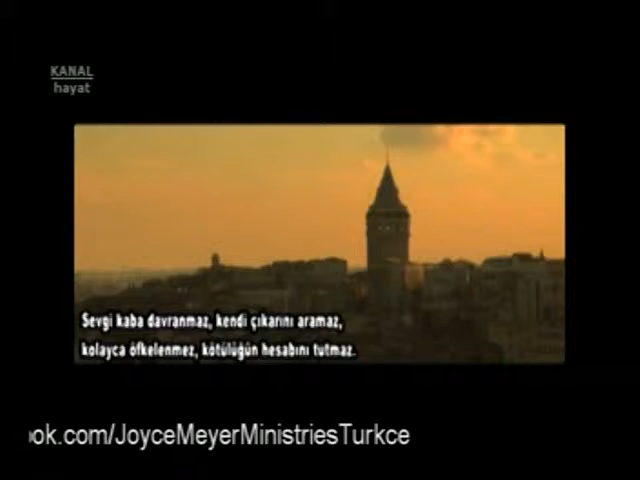 KANAL
hayat
Sevgi kaba davranmaz, kendi çıkarını aramaz,
kolayca öfkelenmez, kötülüğün hesabını tutmaz.
ok.com/JoyceMeyerMinistriesTurkce